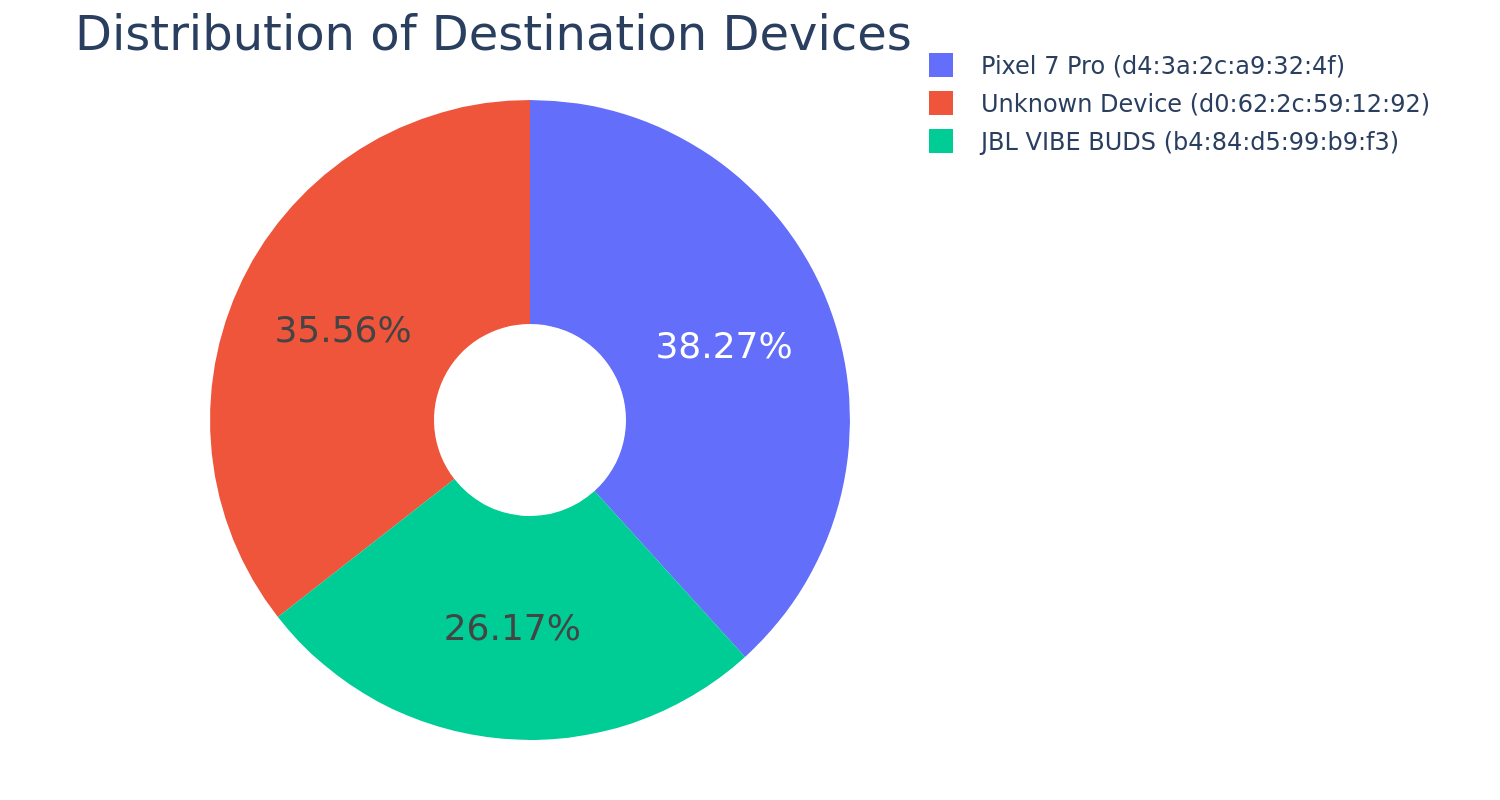 Distribution of Destination Devices
Pixel 7 Pro (d4:3a:2c:a9:32:4f)
Unknown Device (d0:62:2c:59:12:92)
JBL VIBE BUDS (b4:84:d5:99:b9:f3)
35.56%
38.27%
26.17%